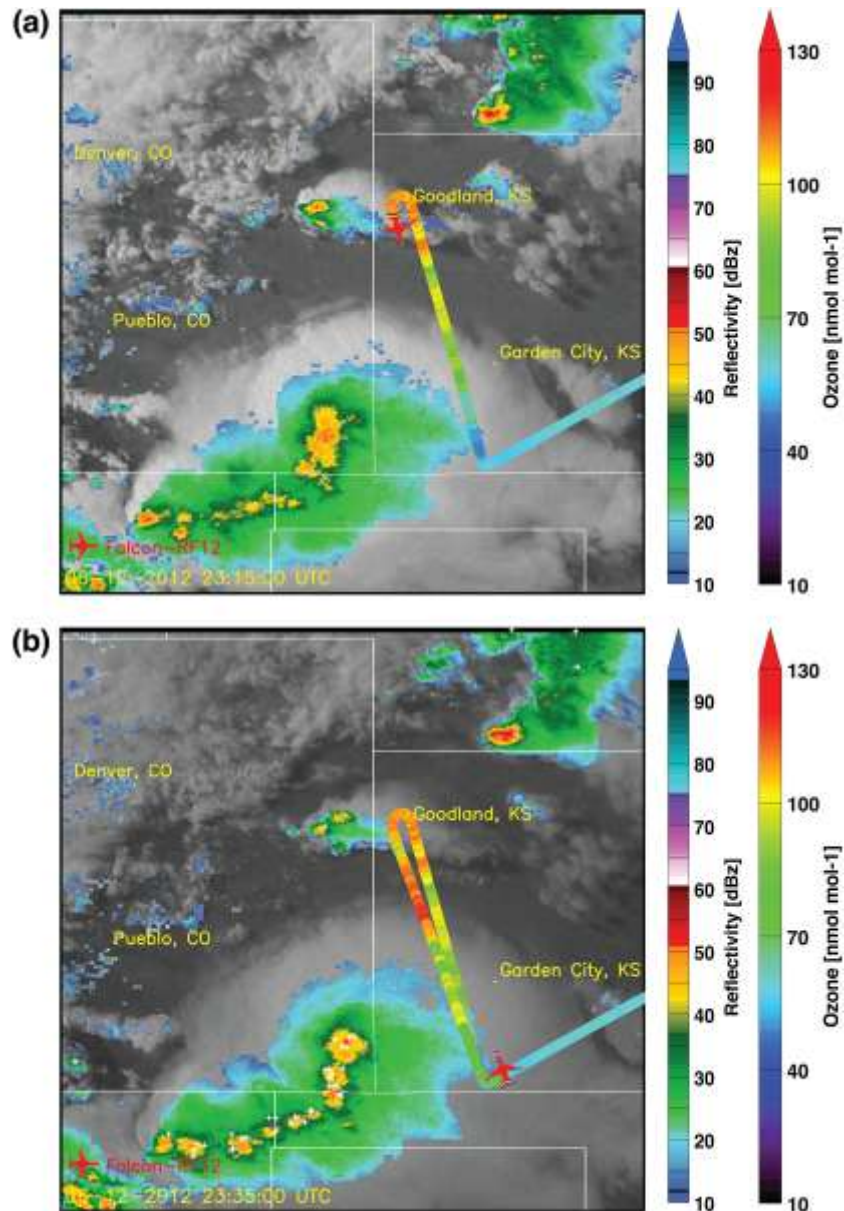 (a)
Denver, CO
Goodland, KS
Pueblo, CO
Garden City, KS
Falcon-RF12
23:15:00 UTC
90
80
70
60
50
40
30
20
10
Reflectivity [dBz]
130
100
70
40
10
Ozone [nmol mol-1]
(b)
Denver, CO
Goodland, KS
Pueblo, CO
Garden City, KS
Falcon-RF12
23:35:00 UTC
90
80
70
60
50
40
30
20
10
Reflectivity [dBz]
130
100
70
40
10
Ozone [nmol mol-1]